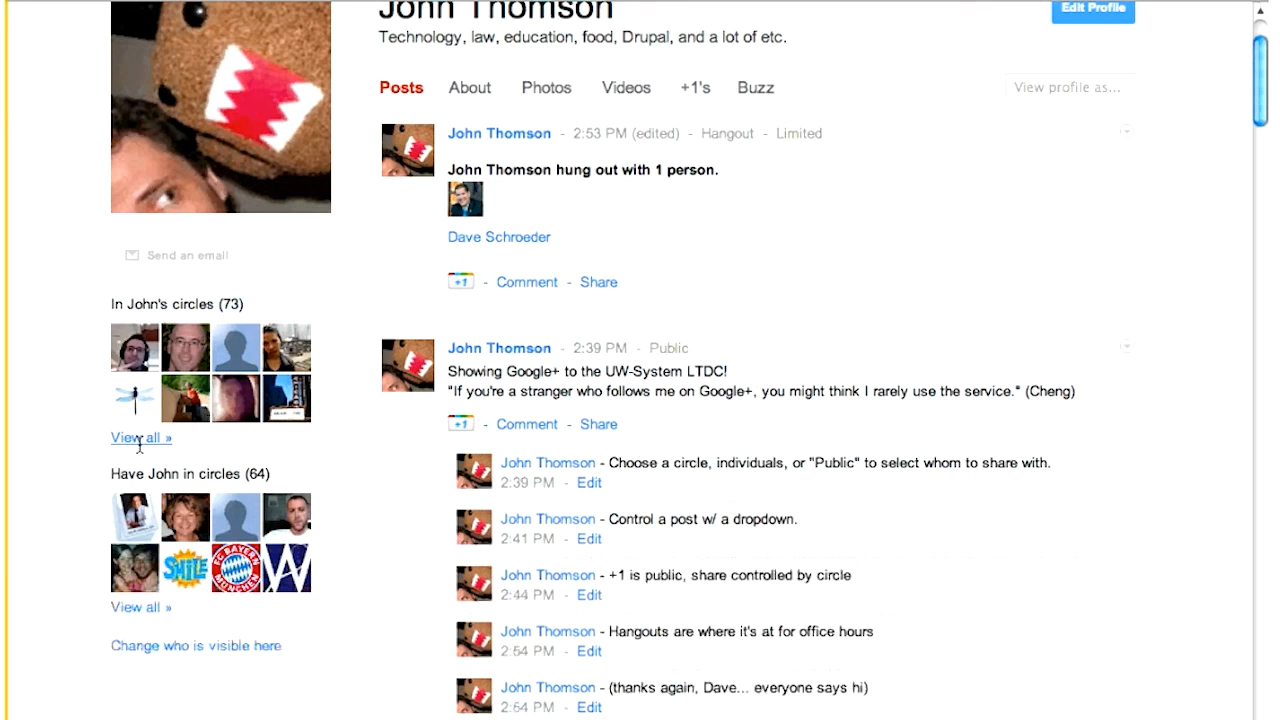 John Thomson
Edit Profile
Technology, law, education, food, Drupal, and a lot of etc.
Posts About Photos Videos +1's Buzz View profile as...
John Thomson - 2:53 PM (edited) - Hangout - Limited
John Thomson hung out with 1 person.
Dave Schroeder
+1 - Comment - Share
Send an email
In John's circles (73)
View all »
Have John in circles (64)
SMILE
FC BAYERN
MÜNCHEN
W
View all »
Change who is visible here
John Thomson - 2:39 PM - Public
Showing Google+ to the UW-System LTDC!
"If you're a stranger who follows me on Google+, you might think I rarely use the service." (Cheng)
+1 - Comment - Share
John Thomson - Choose a circle, individuals, or "Public" to select whom to share with.
2:39 PM - Edit
John Thomson - Control a post w/ a dropdown.
2:41 PM - Edit
John Thomson - +1 is public, share controlled by circle
2:44 PM - Edit
John Thomson - Hangouts are where it's at for office hours
2:54 PM - Edit
John Thomson - (thanks again, Dave... everyone says hi)
2:54 PM - Edit